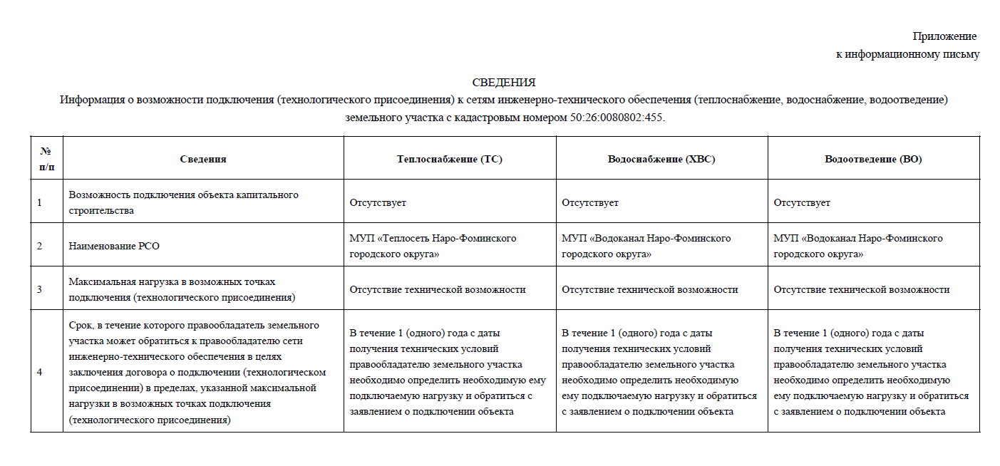 Приложение
к информационному письму
СВЕДЕНИЯ
Информация о возможности подключения (технологического присоединения) к сетям инженерно-технического обеспечения (теплоснабжение, водоснабжение, водоотведение)
земельного участка с кадастровым номером 50:26:0080802:455.
№
п/п
Сведения
Теплоснабжение (ТС)
Водоснабжение (ХВС)
Водоотведение (ВО)
1
Возможность подключения объекта капитального
строительства
Отсутствует
Отсутствует
Отсутствует
2
Наименование РСО
МУП «Теплосеть Наро-Фоминского
городского округа»
МУП «Водоканал Наро-Фоминского
городского округа»
МУП «Водоканал Наро-Фоминского
городского округа»
3
Максимальная нагрузка в возможных точках
подключения (технологического присоединения)
Отсутствие технической возможности
Отсутствие технической возможности
Отсутствие технической возможности
4
Срок, в течение которого правообладатель земельного
участка может обратиться к правообладателю сети
инженерно-технического обеспечения в целях
заключения договора о подключении (технологическом
присоединении) в пределах, указанной максимальной
нагрузки в возможных точках подключения
(технологического присоединения)
В течение 1 (одного) года с даты
получения технических условий
правообладателю земельного участка
необходимо определить необходимую ему
подключаемую нагрузку и обратиться с
заявлением о подключении объекта
В течение 1 (одного) года с даты
получения технических условий
правообладателю земельного участка
необходимо определить необходимую
ему подключаемую нагрузку и обратиться
с заявлением о подключении объекта
В течение 1 (одного) года с даты
получения технических условий
правообладателю земельного участка
необходимо определить необходимую
ему подключаемую нагрузку и обратиться
с заявлением о подключении объекта